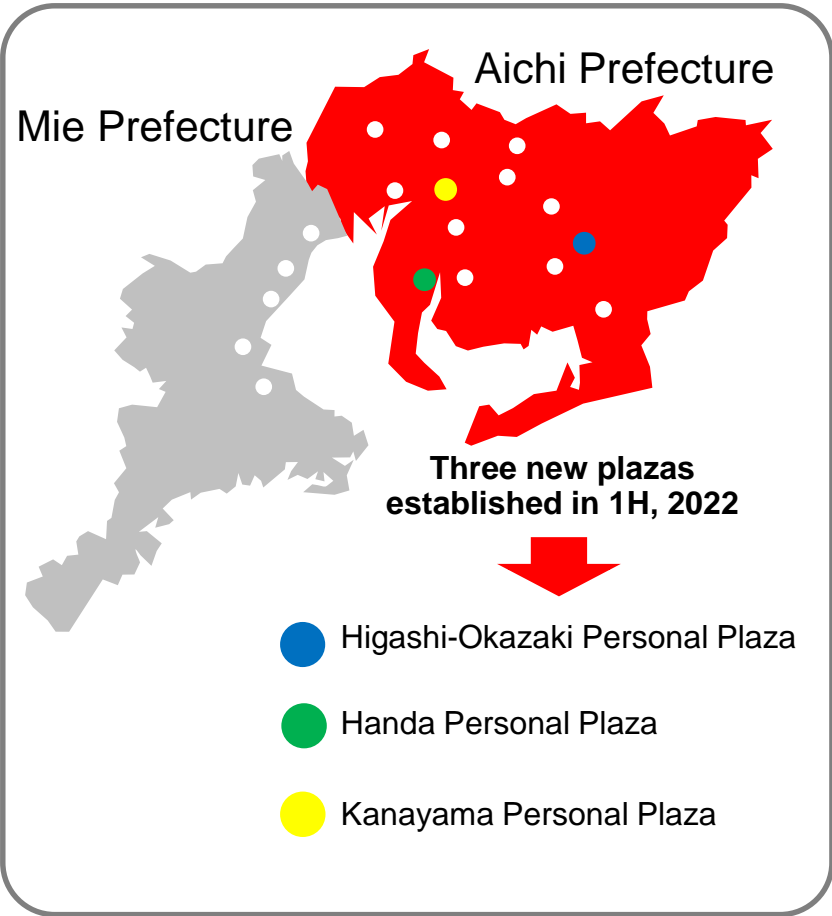 Aichi Prefecture
Mie Prefecture
Three new plazas
established in 1H, 2022
Higashi-Okazaki Personal Plaza
Handa Personal Plaza
Kanayama Personal Plaza